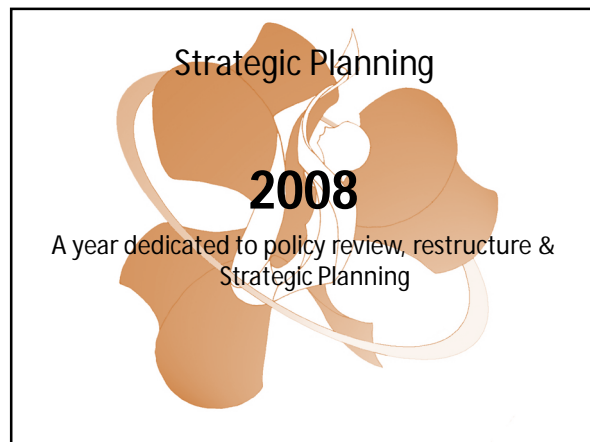 Strategic Planning
2008
A year dedicated to policy review, restructure &
Strategic Planning